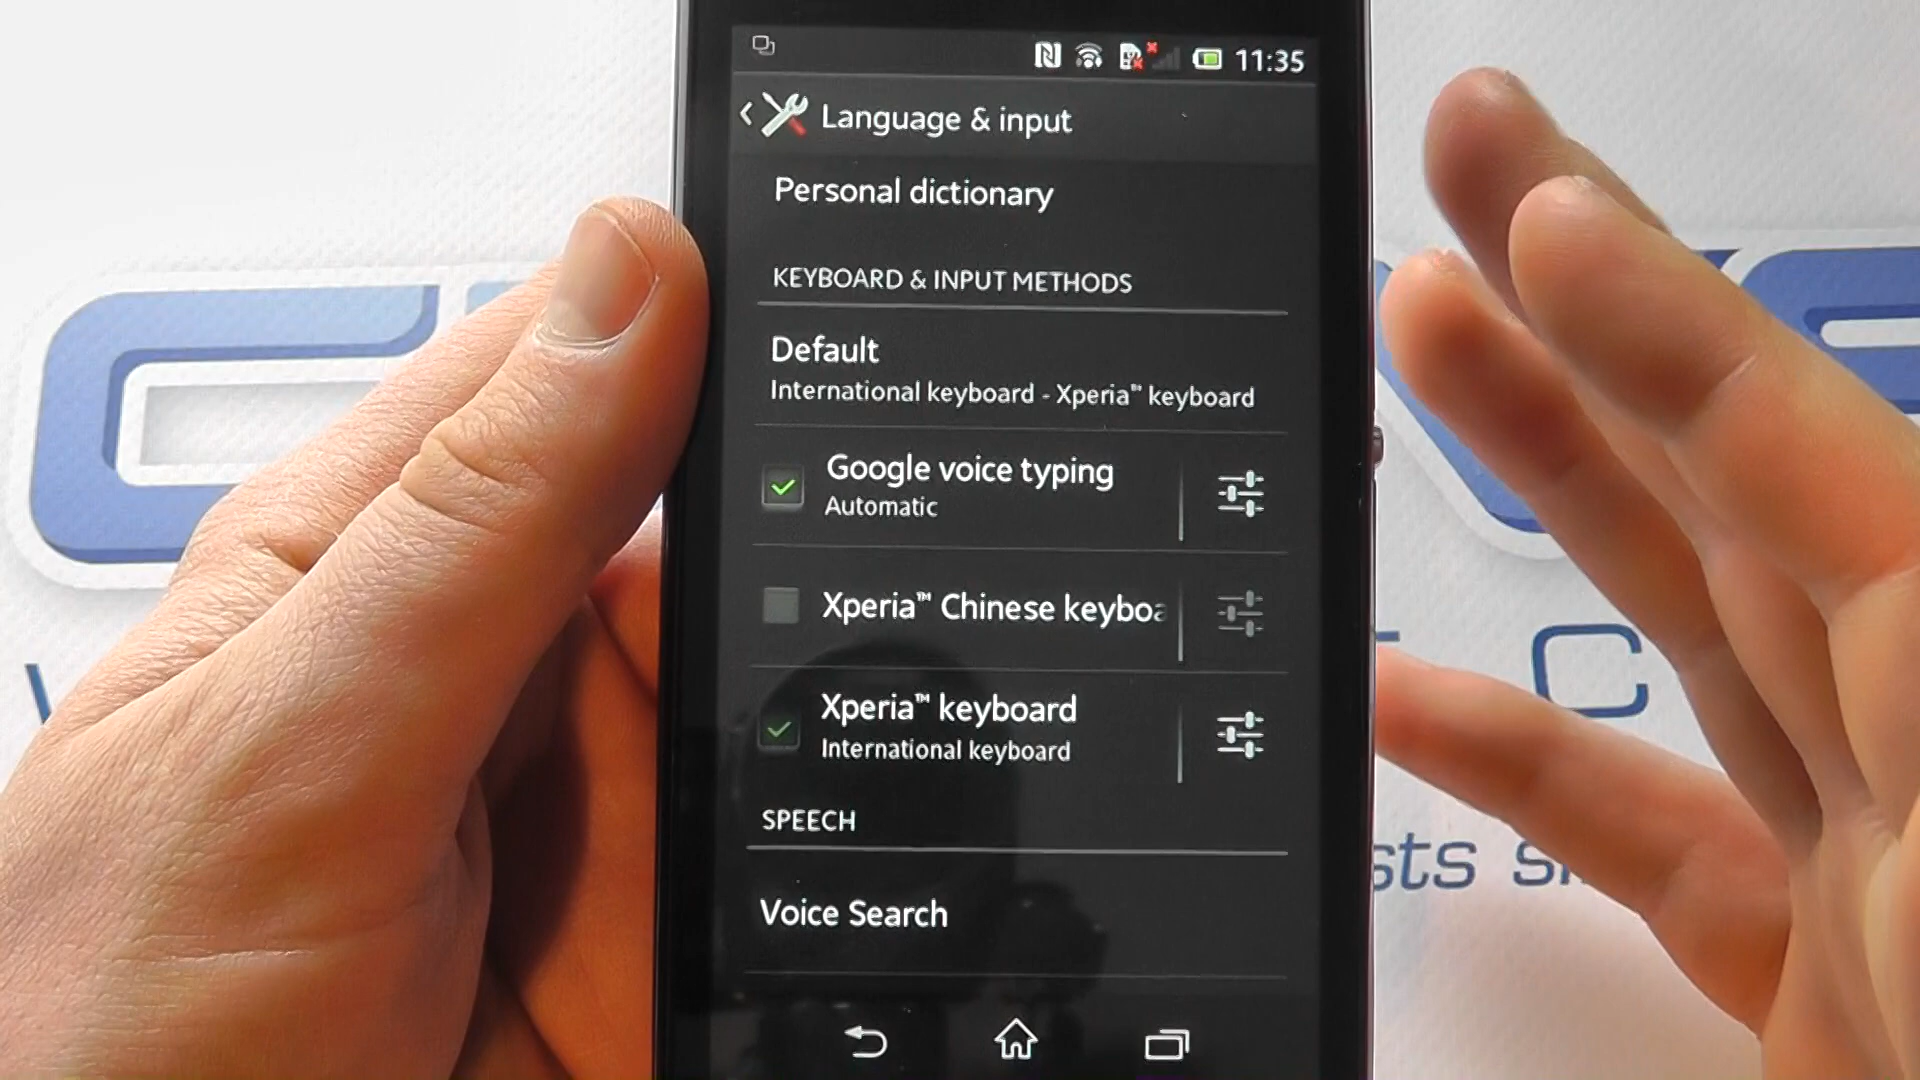 11:35
Language & input
Personal dictionary
KEYBOARD & INPUT METHODS
Default
International keyboard - Xperia™ keyboard
Google voice typing
Automatic
Xperia™ Chinese keyboa
Xperia™ keyboard
International keyboard
SPEECH
Voice Search